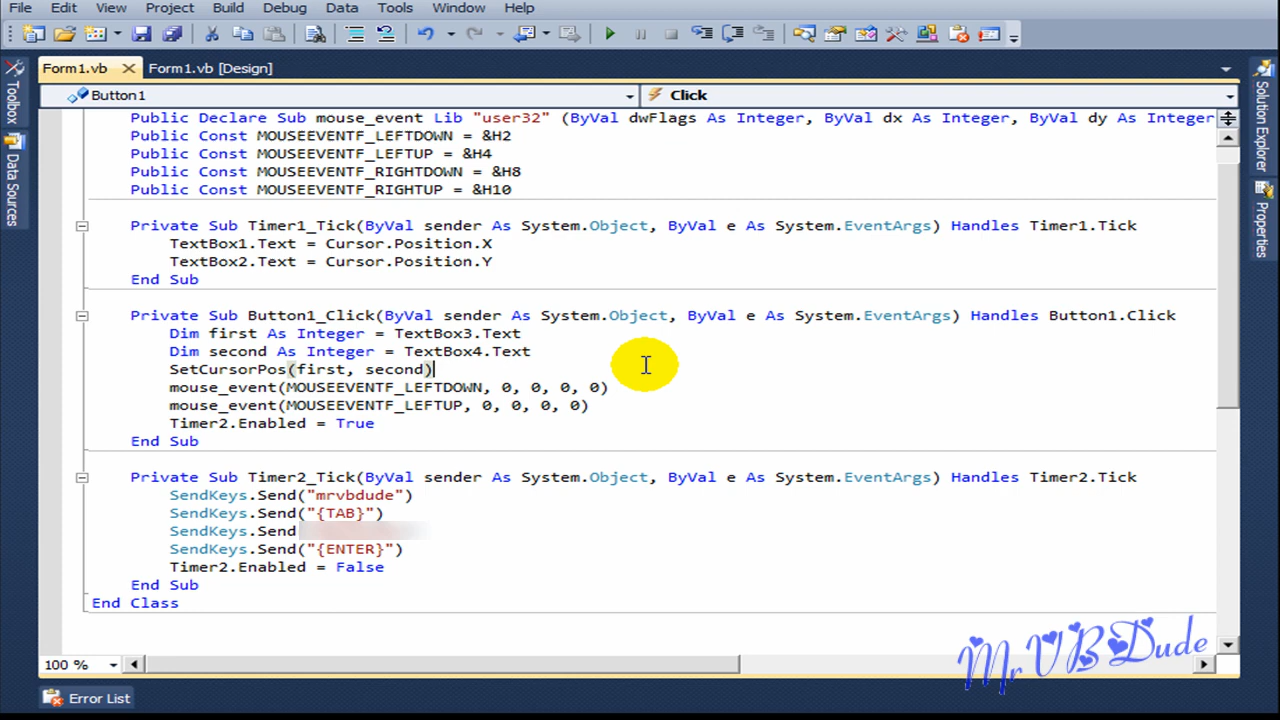 File Edit View Project Build Debug Data Tools Window Help
Form1.vb Form1.vb [Design]
Button1 Click
Toolbox
Data Sources
Solution Explorer
Properties
Public Declare Sub mouse_event Lib "user32" (ByVal dwFlags As Integer, ByVal dx As Integer, ByVal dy As Integer
Public Const MOUSEEVENTF_LEFTDOWN = &H2
Public Const MOUSEEVENTF_LEFTUP = &H4
Public Const MOUSEEVENTF_RIGHTDOWN = &H8
Public Const MOUSEEVENTF_RIGHTUP = &H10
Private Sub Timer1_Tick(ByVal sender As System.Object, ByVal e As System.EventArgs) Handles Timer1.Tick
TextBox1.Text = Cursor.Position.X
TextBox2.Text = Cursor.Position.Y
End Sub
Private Sub Button1_Click(ByVal sender As System.Object, ByVal e As System.EventArgs) Handles Button1.Click
Dim first As Integer = TextBox3.Text
Dim second As Integer = TextBox4.Text
SetCursorPos(first, second)
mouse_event(MOUSEEVENTF_LEFTDOWN, 0, 0, 0, 0)
mouse_event(MOUSEEVENTF_LEFTUP, 0, 0, 0, 0)
Timer2.Enabled = True
End Sub
Private Sub Timer2_Tick(ByVal sender As System.Object, ByVal e As System.EventArgs) Handles Timer2.Tick
SendKeys.Send("mrvbdude")
SendKeys.Send("{TAB}")
SendKeys.Send
SendKeys.Send("{ENTER}")
Timer2.Enabled = False
End Sub
End Class
MrVBDude
100 %
Error List